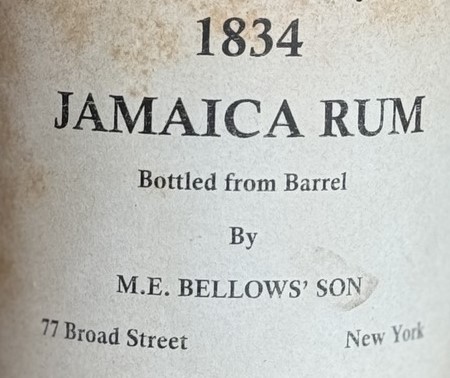 1834
JAMAICA RUM
Bottled from Barrel
By
M.E. BELLOWS' SON
77 Broad Street New York